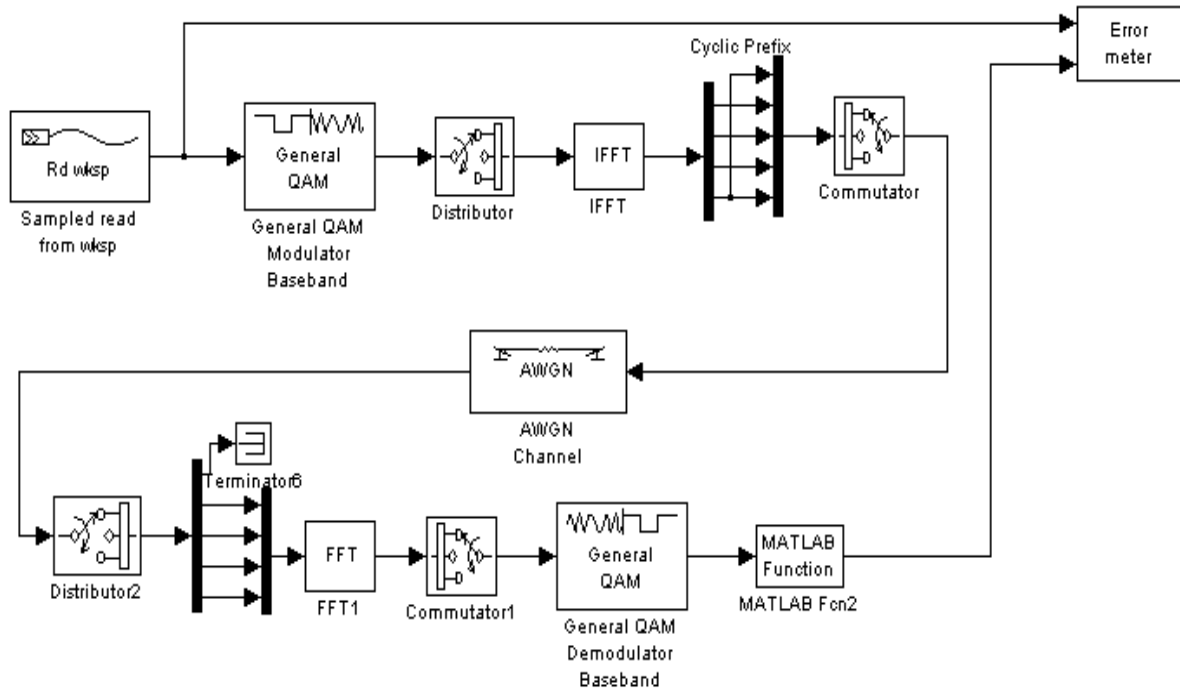 Error
meter
Cyclic Prefix
Rd wksp
Sampled read
from wksp
General
QAM
General QAM
Modulator
Baseband
Distributor
IFFT
IFFT
Commutator
AWGN
AWGN
Channel
Terminator6
Distributor2
FFT
FFT1
Commutator1
General
QAM
General QAM
Demodulator
Baseband
MATLAB
Function
MATLAB Fcn2